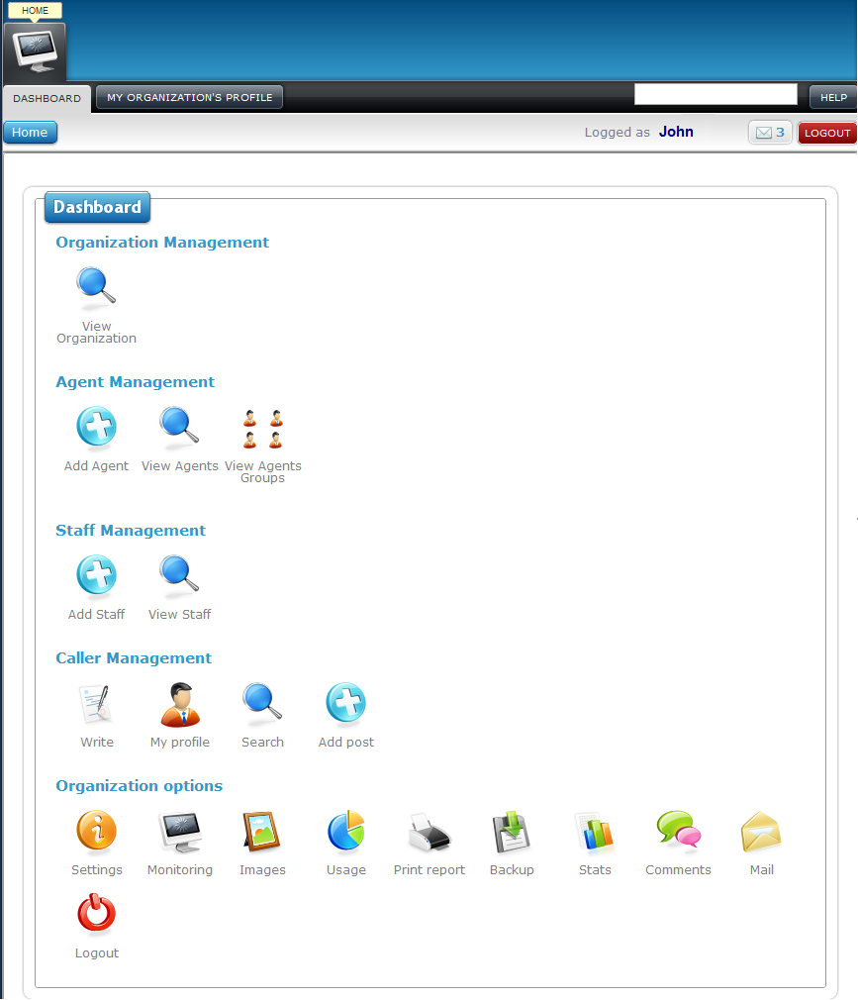 HOME
DASHBOARD MY ORGANIZATION'S PROFILE HELP
Home Logged as John 3 LOGOUT
Dashboard
Organization Management
View
Organization
Agent Management
Add Agent View Agents View Agents
Groups
Staff Management
Add Staff View Staff
Caller Management
Write My profile Search Add post
Organization options
Settings Monitoring Images Usage Print report Backup Stats Comments Mail
Logout